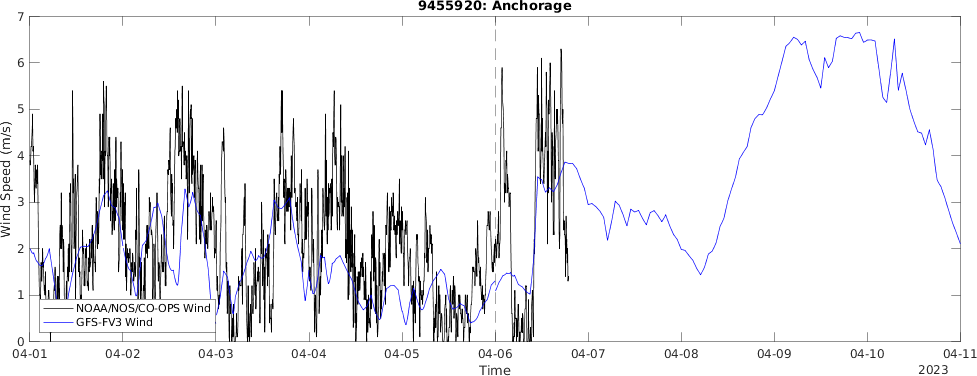 9455920: Anchorage
7
6
5
4
3
2
1
0
Wind Speed (m/s)
NOAA/NOS/CO-OPS Wind
GFS-FV3 Wind
04-01 04-02 04-03 04-04 04-05 04-06 04-07 04-08 04-09 04-10 04-11
Time
2023